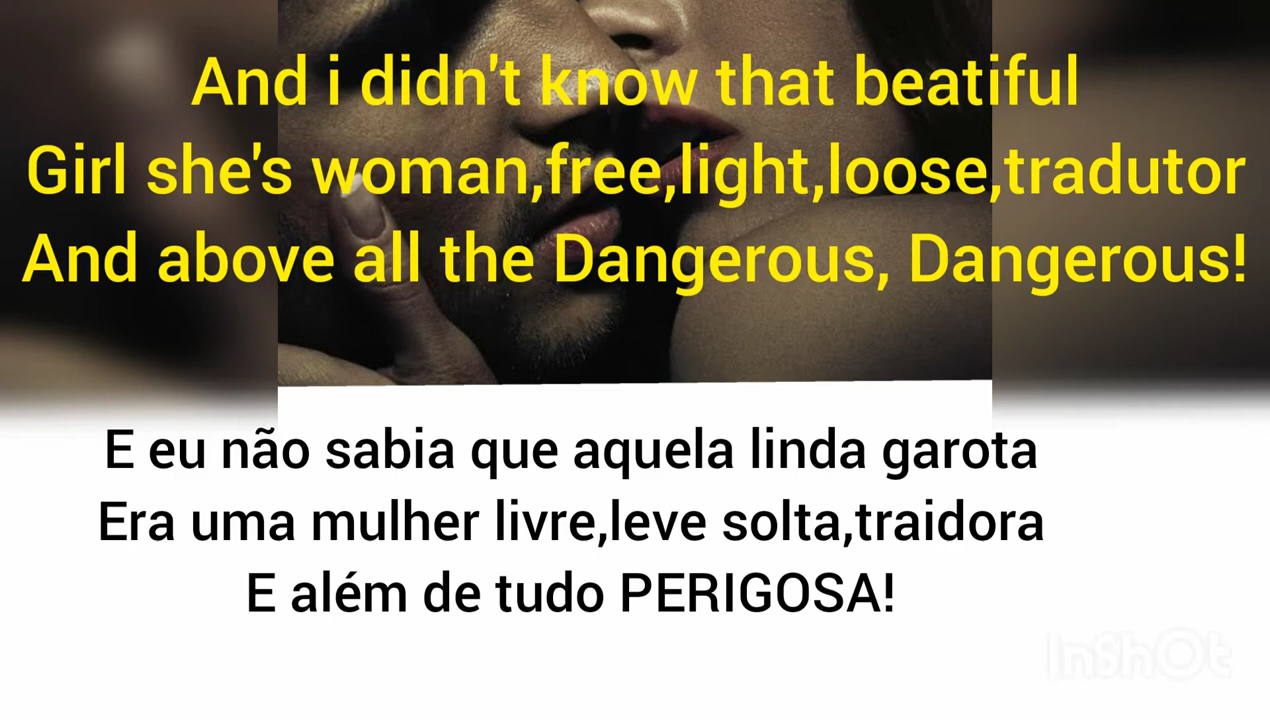 And i didn't know that beatiful
Girl she's woman,free,light,loose,tradutor
And above all the Dangerous, Dangerous!
E eu não sabia que aquela linda garota
Era uma mulher livre,leve solta,traidora
E além de tudo PERIGOSA!
InShOt